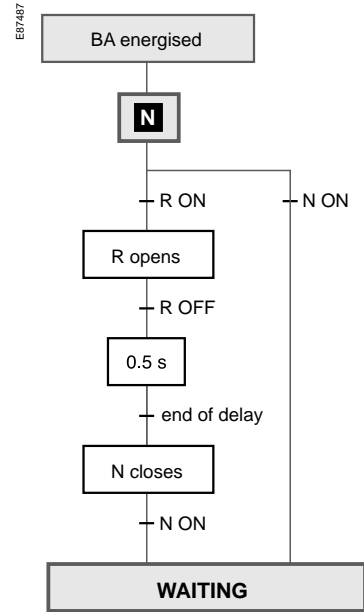 E87487
BA energised
N
R ON
N ON
R opens
R OFF
0.5 s
end of delay
N closes
N ON
WAITING